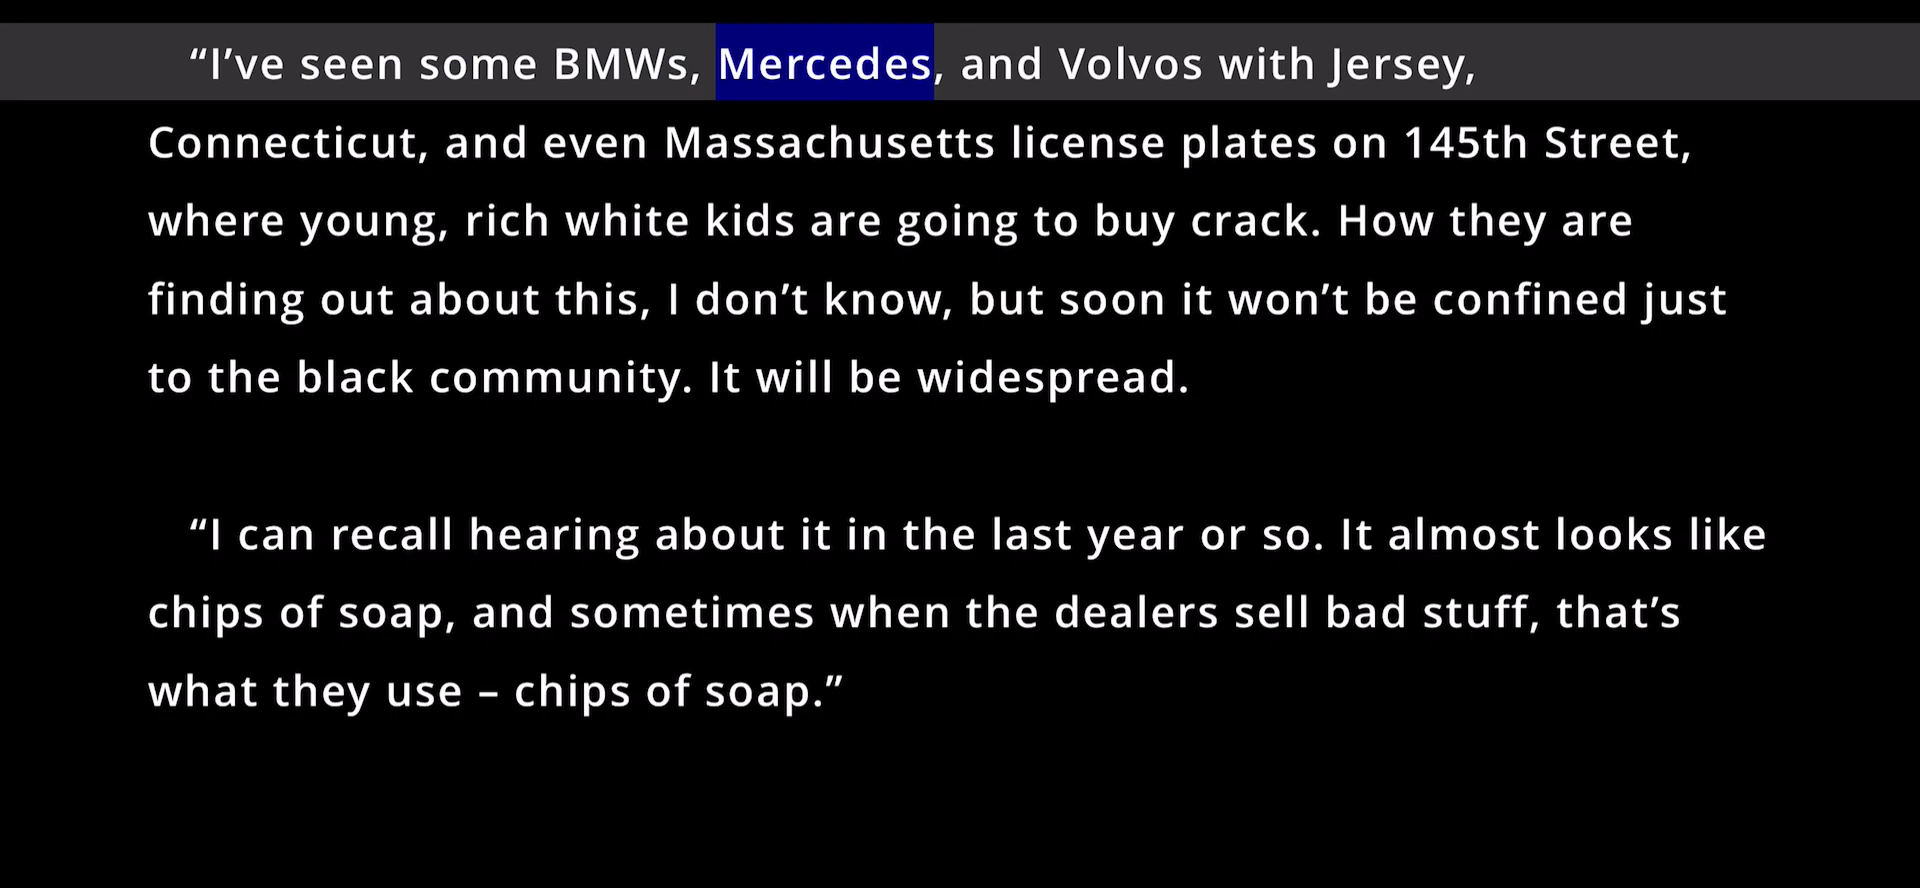 “I’ve seen some BMWs, Mercedes, and Volvos with Jersey,
Connecticut, and even Massachusetts license plates on 145th Street,
where young, rich white kids are going to buy crack. How they are
finding out about this, I don’t know, but soon it won’t be confined just
to the black community. It will be widespread.
“I can recall hearing about it in the last year or so. It almost looks like
chips of soap, and sometimes when the dealers sell bad stuff, that’s
what they use – chips of soap.”